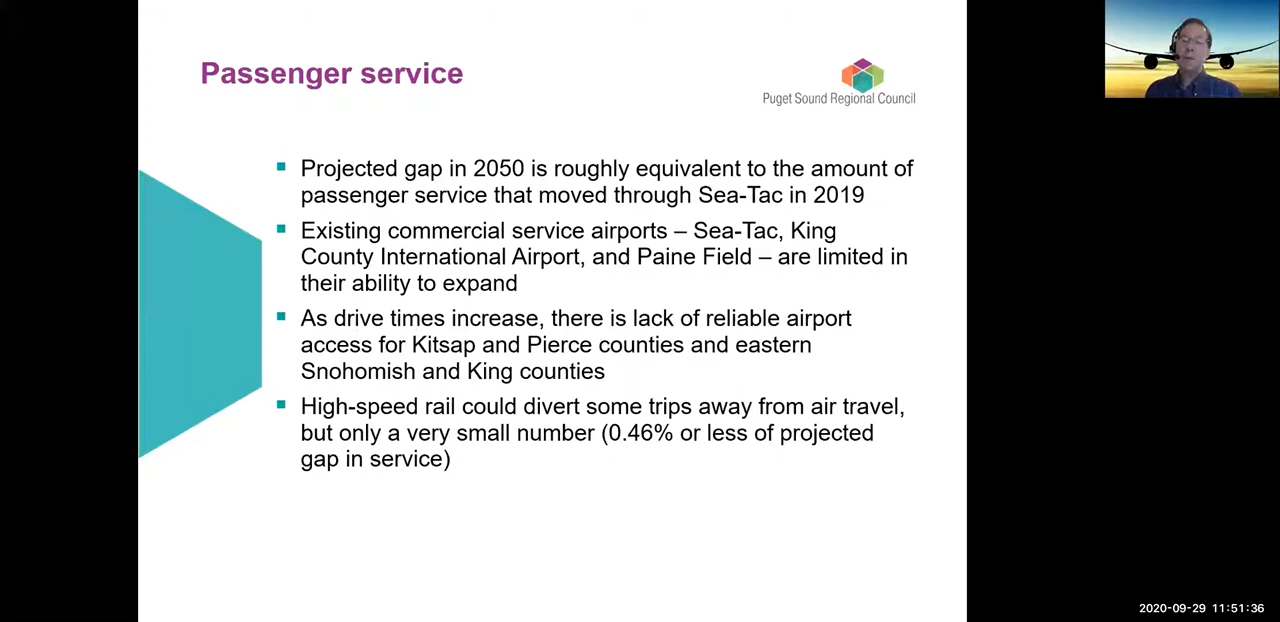 Passenger service
Puget Sound Regional Council
Projected gap in 2050 is roughly equivalent to the amount of
passenger service that moved through Sea-Tac in 2019
Existing commercial service airports – Sea-Tac, King
County International Airport, and Paine Field – are limited in
their ability to expand
As drive times increase, there is lack of reliable airport
access for Kitsap and Pierce counties and eastern
Snohomish and King counties
High-speed rail could divert some trips away from air travel,
but only a very small number (0.46% or less of projected
gap in service)
2020-09-29 11:51:36